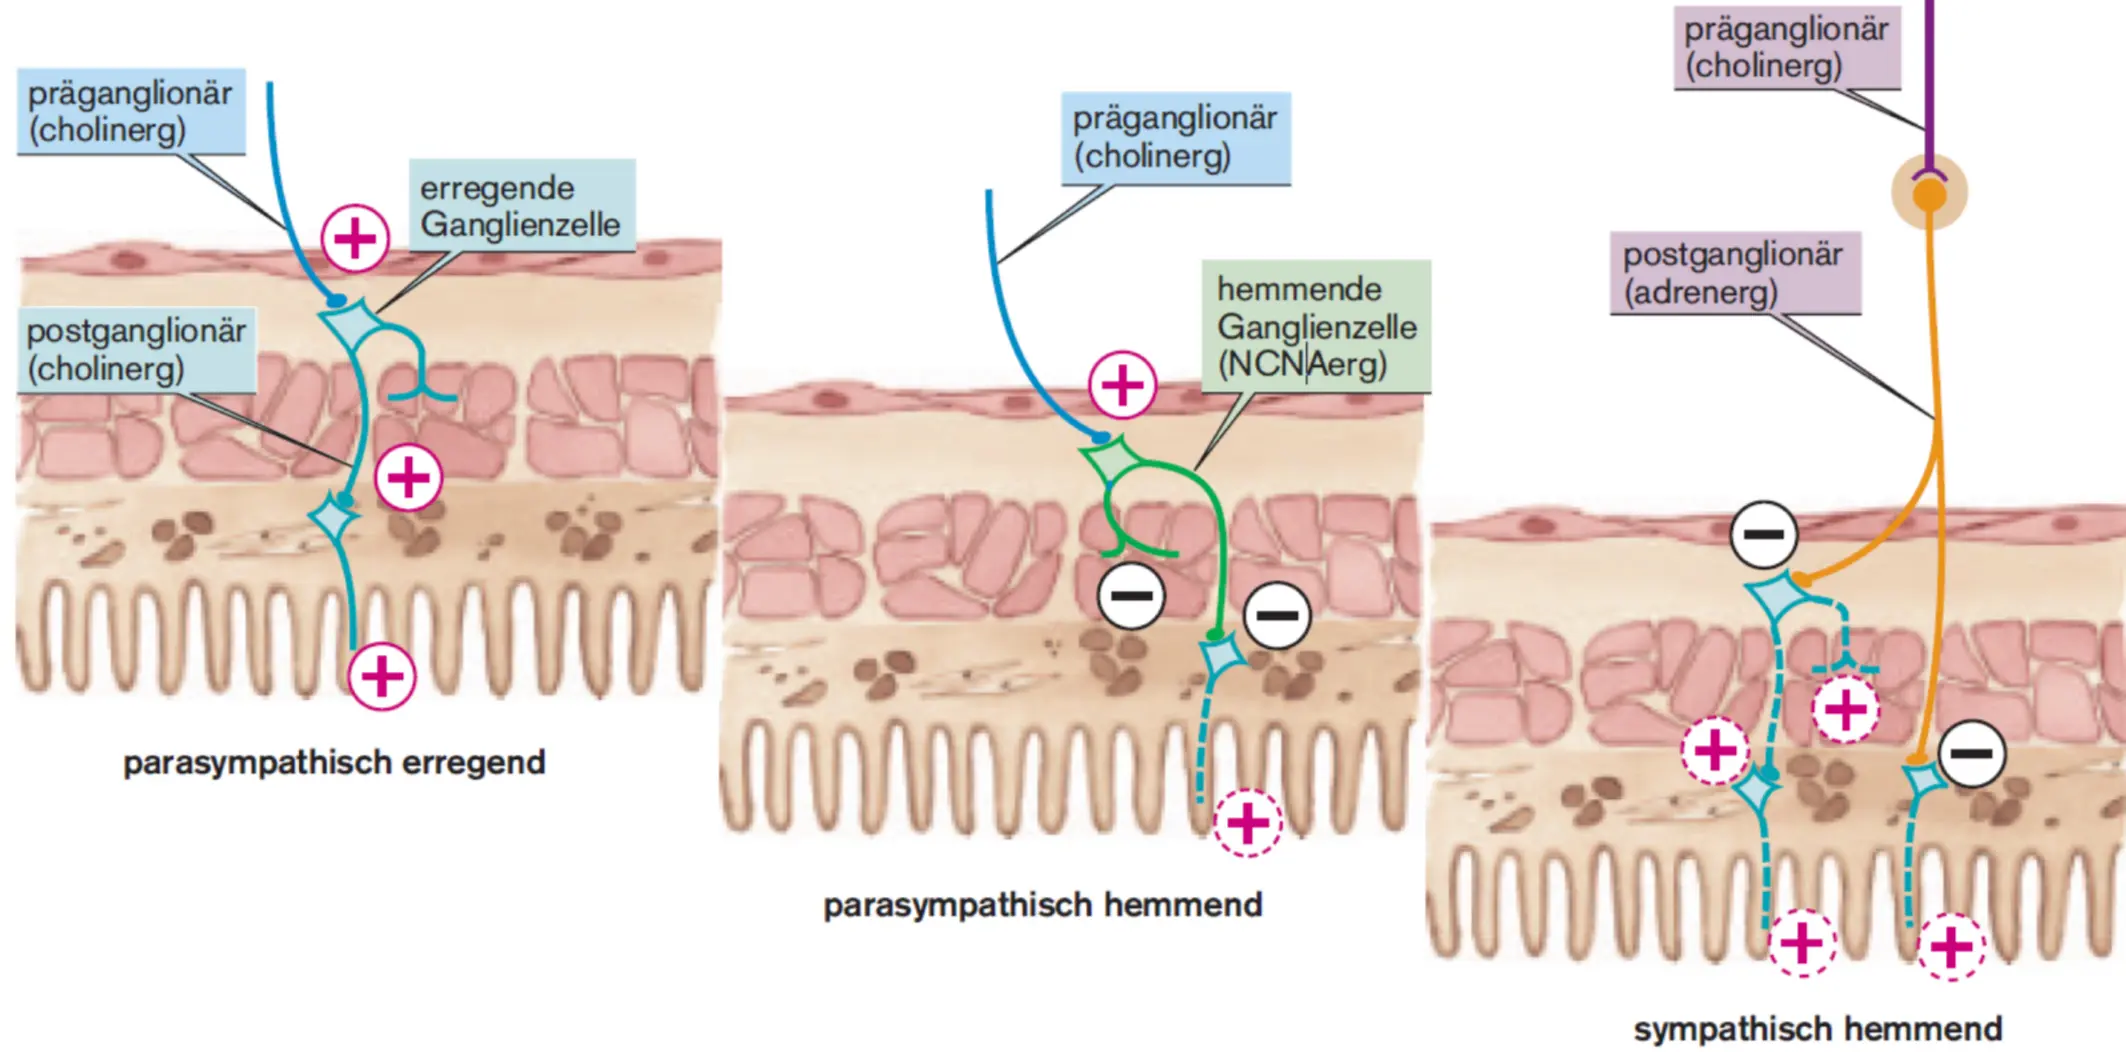 präganglionär
(cholinerg)
erregende
Ganglienzelle
postganglionär
(cholinerg)
parasympathisch erregend
präganglionär
(cholinerg)
hemmende
Ganglienzelle
(NCNAerg)
parasympathisch hemmend
präganglionär
(cholinerg)
postganglionär
(adrenerg)
sympathisch hemmend